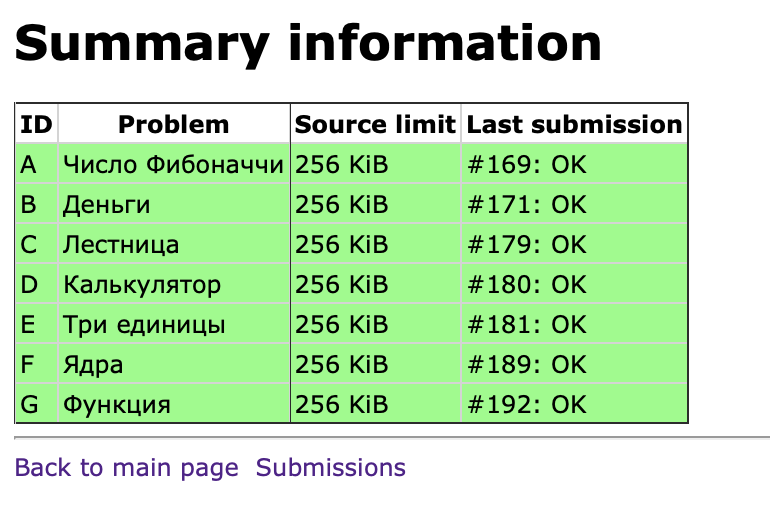 Summary information
ID Problem Source limit Last submission
A Число Фибоначчи 256 KiB #169: OK
B Деньги 256 KiB #171: OK
C Лестница 256 KiB #179: OK
D Калькулятор 256 KiB #180: OK
E Три единицы 256 KiB #181: OK
F Ядра 256 KiB #189: OK
G Функция 256 KiB #192: OK
Back to main page Submissions